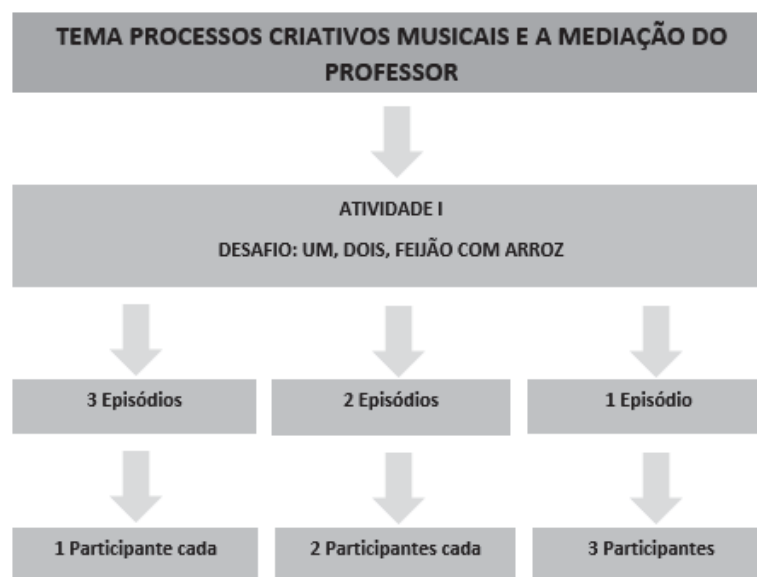 TEMA PROCESSOS CRIATIVOS MUSICAIS E A MEDIAÇÃO DO
PROFESSOR
ATIVIDADE I
DESAFIO: UM, DOIS, FEIJÃO COM ARROZ
3 Episódios
2 Episódios
1 Episódio
1 Participante cada
2 Participantes cada
3 Participantes